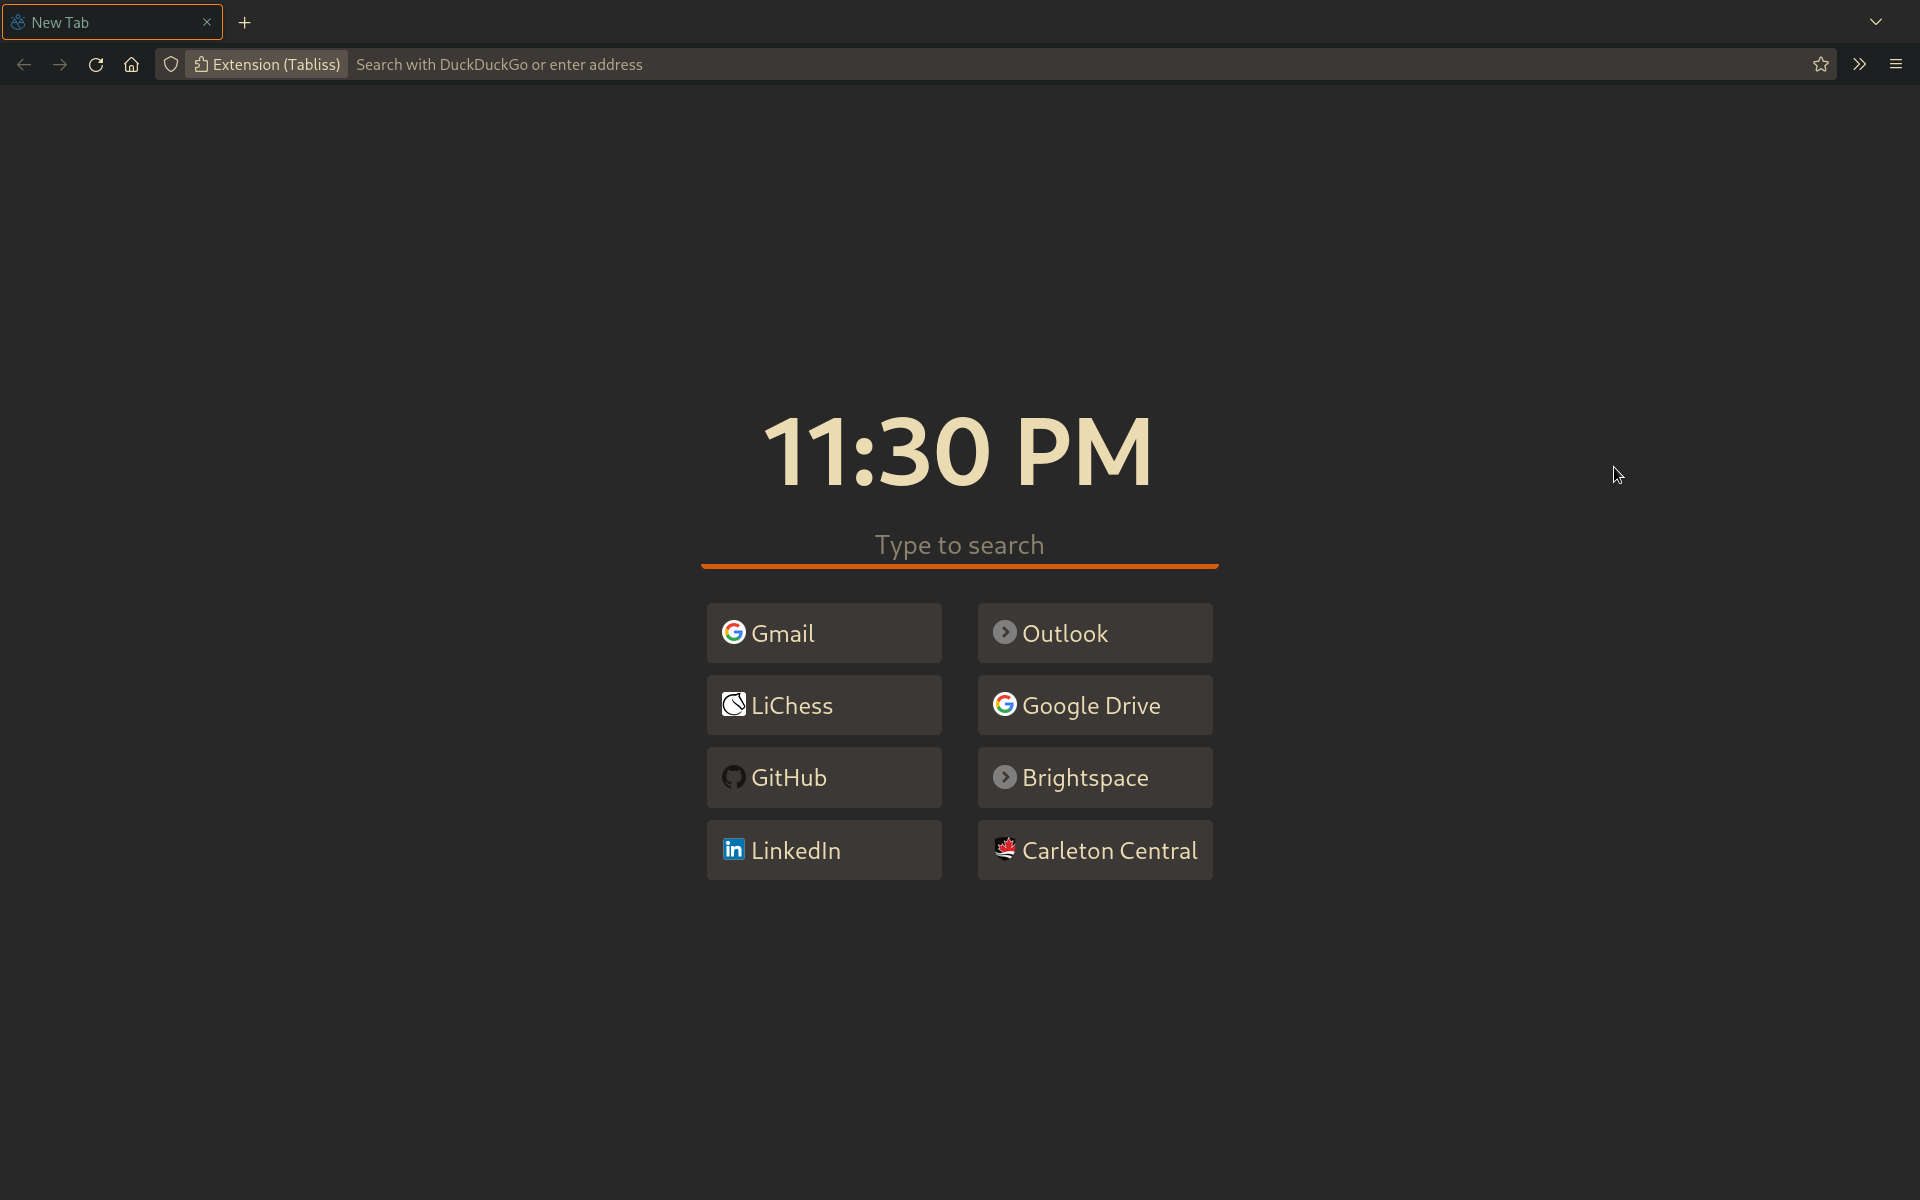 New Tab
Extension (Tabliss) Search with DuckDuckGo or enter address
11:30 PM
Type to search
Gmail Outlook
LiChess Google Drive
GitHub Brightspace
LinkedIn Carleton Central